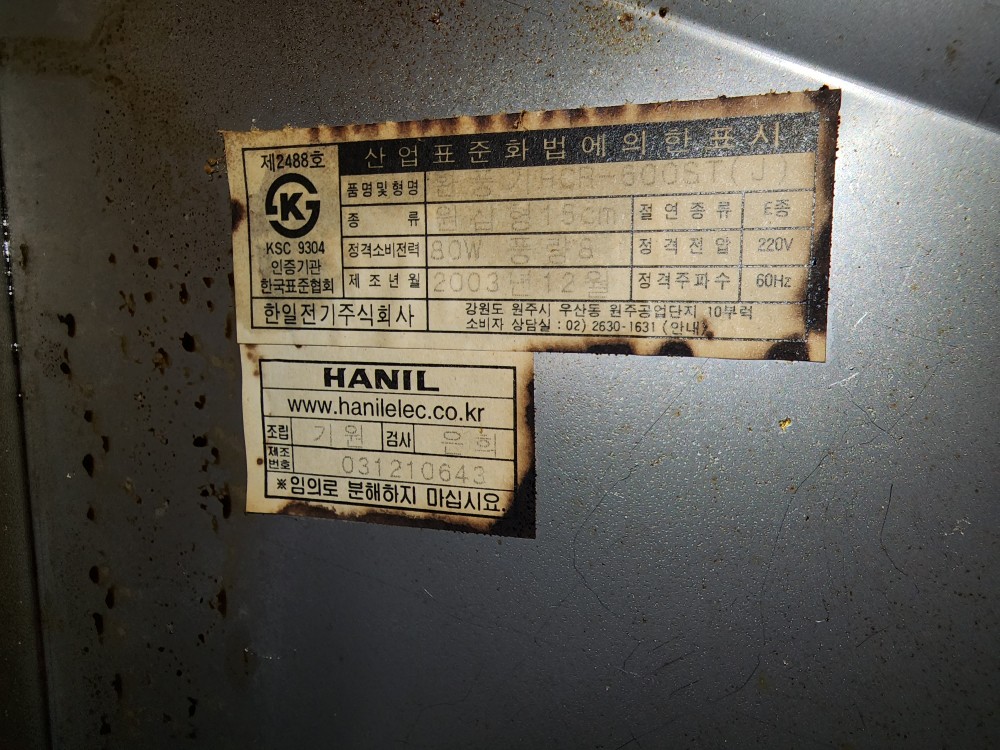 산업표준화법에의한표시
제2488호
K
KSC 9304
인증기관
한국표준협회
품명및형명 HCR-600ST(J)
종 류 원심형15cm 절연종류 E종
정격소비전력 80W 풍량 정격전압 220V
제조년월 2003년12월 정격주파수 60Hz
한일전기주식회사
강원도 원주시 우산동 원주공업단지 10부럭
소비자 상담실 : 02) 2630-1631 (안내)
HANIL
www.hanilelec.co.kr
조립 기원 검사 은희
제조번호 031210643
※임의로 분해하지 마십시요.